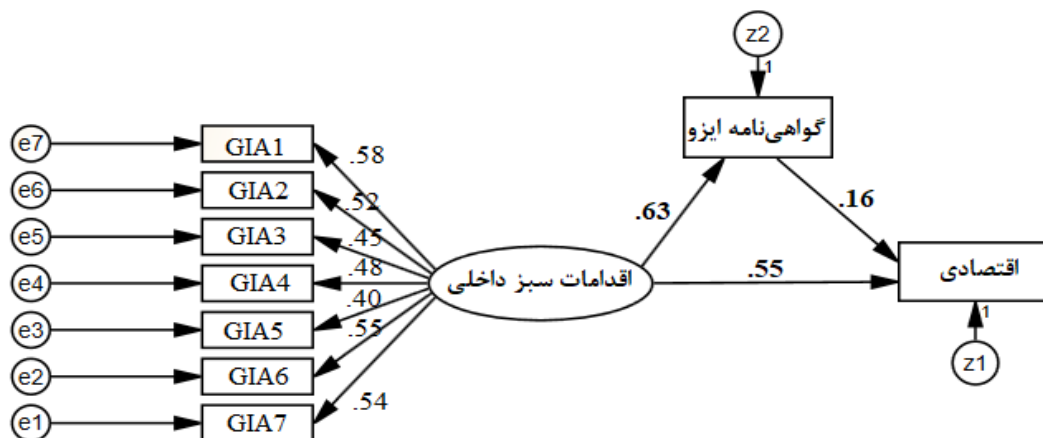 z2
1
گواهی‌نامه ایزو
e7
GIA1
.58
e6
GIA2
.52
e5
GIA3
.45
.63
.16
e4
GIA4
.48
اقدامات سبز داخلی
.55
اقتصادی
e3
GIA5
.40
1
e2
GIA6
.55
z1
e1
GIA7
.54